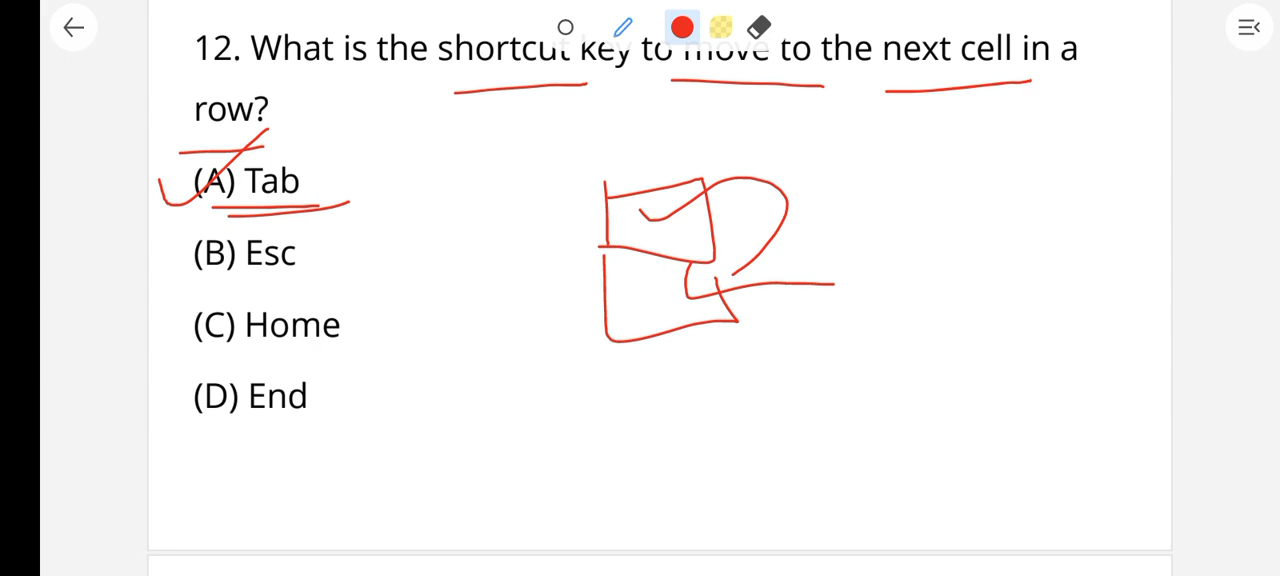 12. What is the shortcut key to move to the next cell in a
row?
(A) Tab
(B) Esc
(C) Home
(D) End